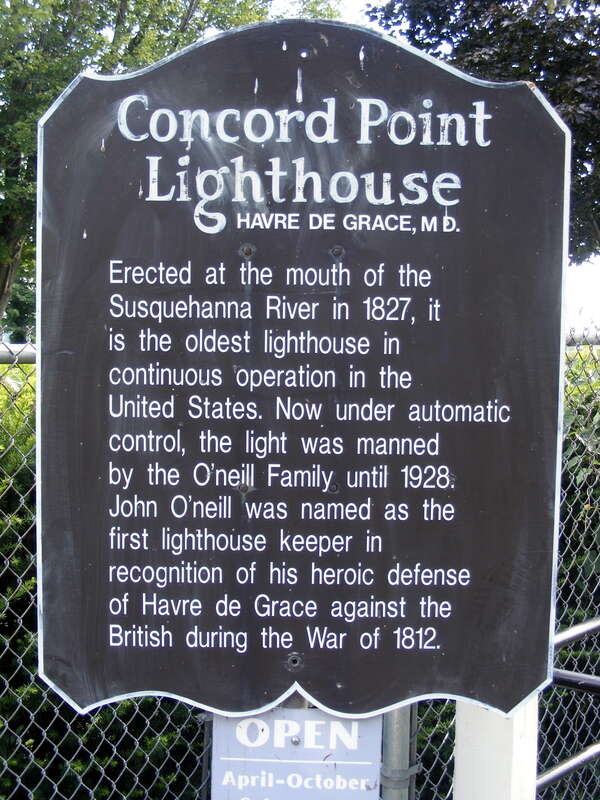 Concord Point
Lighthouse
HAVRE DE GRACE, MD.
Erected at the mouth of the
Susquehanna River in 1827, it
is the oldest lighthouse in
continuous operation in the
United States. Now under automatic
control, the light was manned
by the O'neill Family until 1928.
John O'neill was named as the
first lighthouse keeper in
recognition of his heroic defense
of Havre de Grace against the
British during the War of 1812.
OPEN
April-October